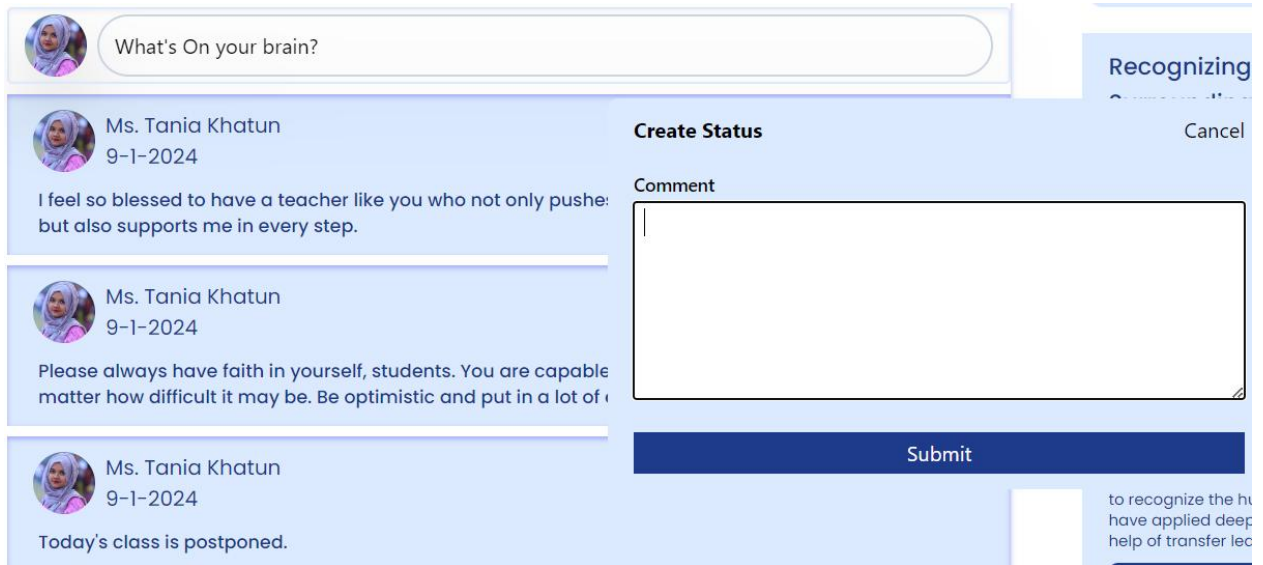 What's On your brain?
Ms. Tania Khatun
9-1-2024
I feel so blessed to have a teacher like you who not only
but also supports me in every step.
Ms. Tania Khatun
9-1-2024
Please always have faith in yourself, students. You are capable
matter how difficult it may be. Be optimistic and put in a lot of
Ms. Tania Khatun
9-1-2024
Today's class is postponed.
Create Status
Cancel
Comment
Submit
Recognizing
to recognize the
have applied deep
help of transfer